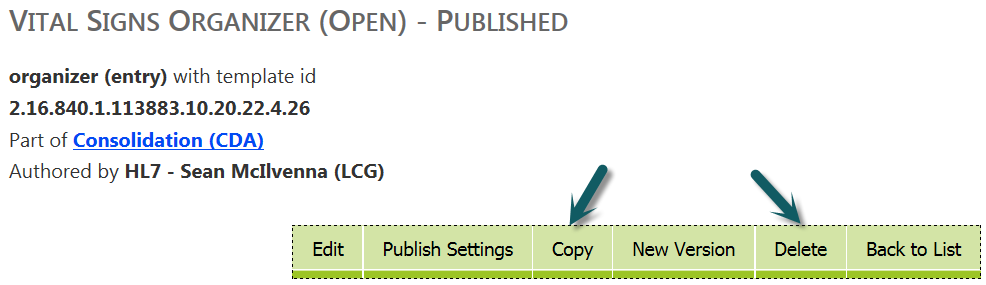 VITAL SIGNS ORGANIZER (OPEN) - PUBLISHED
organizer (entry) with template id
2.16.840.1.113883.10.20.22.4.26
Part of Consolidation (CDA)
Authored by HL7 - Sean McIlvenna (LCG)
Edit Publish Settings Copy New Version Delete Back to List